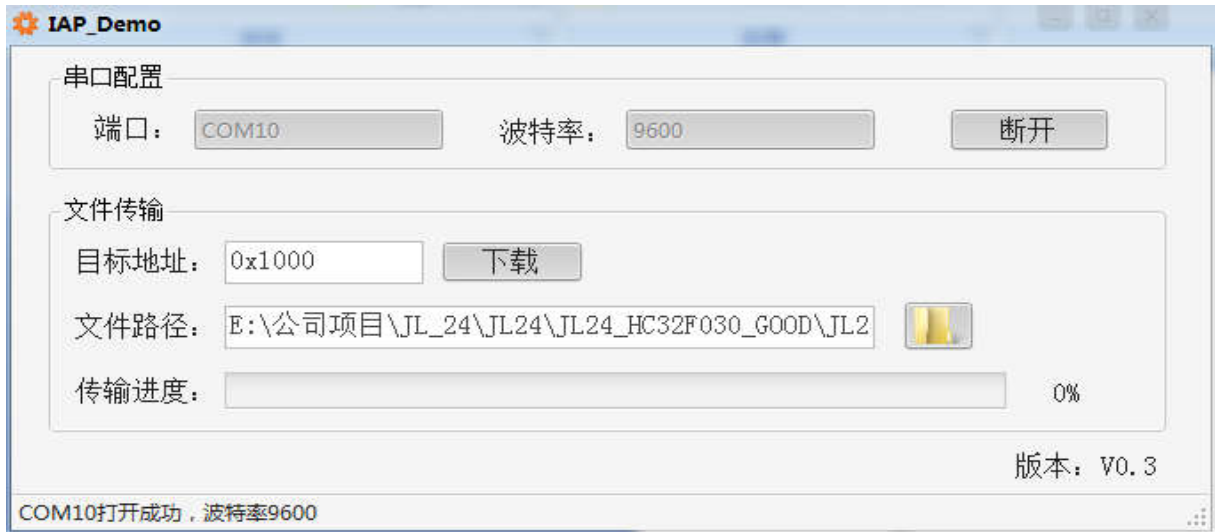 IAP_Demo
串口配置
端口： COM10 波特率： 9600 断开
文件传输
目标地址： 0x1000 下载
文件路径： E:\公司项目\JL_24\JL24\JL24_HC32F030_GOOD\JL2
传输进度： 0%
版本：V0.3
COM10打开成功，波特率9600